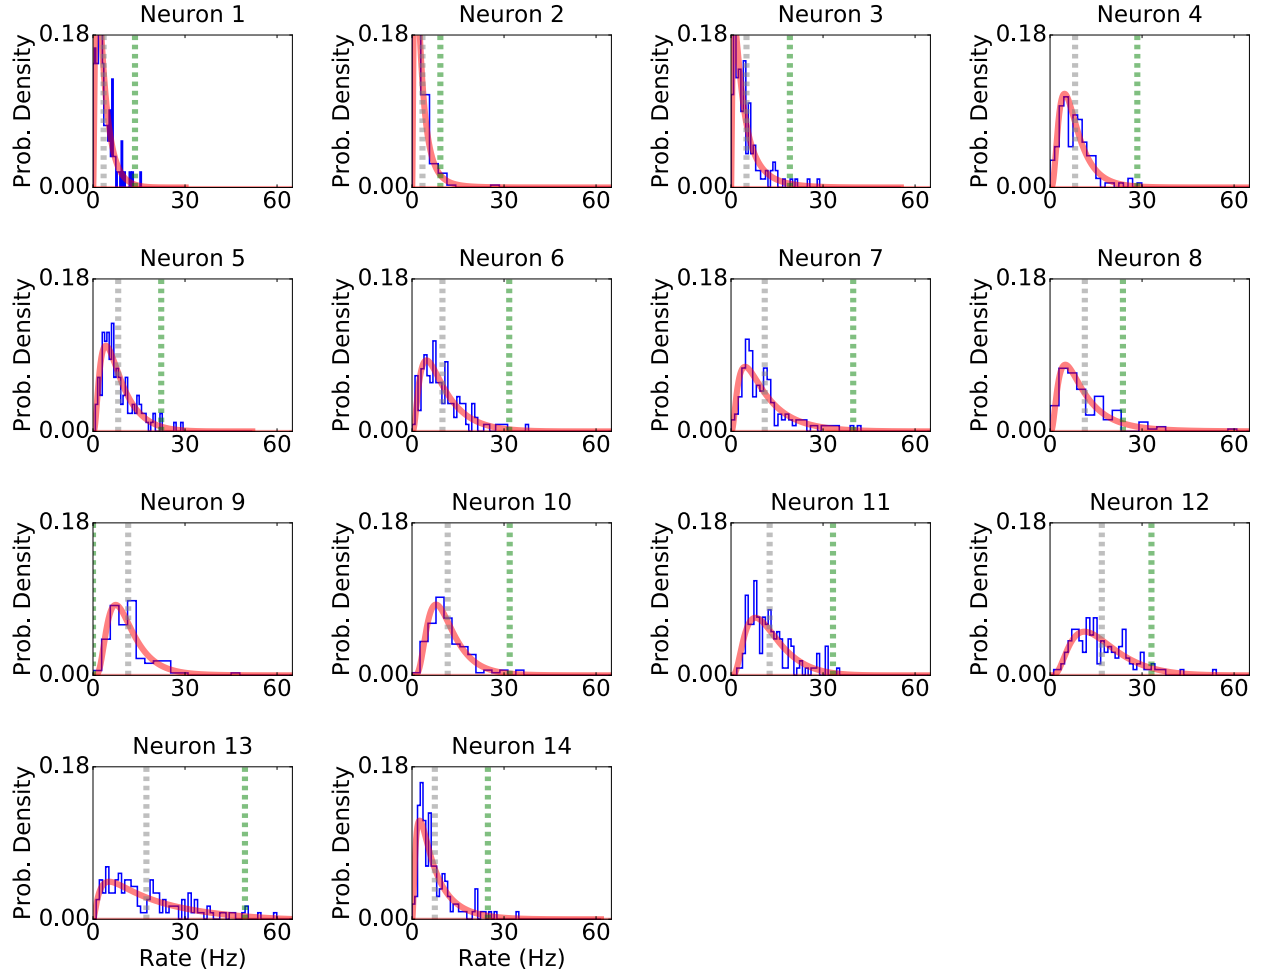 Neuron 1 Neuron 2 Neuron 3 Neuron 4
0.18 0.18 0.18 0.18
Prob. Density Prob. Density Prob. Density Prob. Density
0.00 0.00 0.00 0.00
0 30 60 0 30 60 0 30 60 0 30 60
Neuron 5 Neuron 6 Neuron 7 Neuron 8
0.18 0.18 0.18 0.18
Prob. Density Prob. Density Prob. Density Prob. Density
0.00 0.00 0.00 0.00
0 30 60 0 30 60 0 30 60 0 30 60
Neuron 9 Neuron 10 Neuron 11 Neuron 12
0.18 0.18 0.18 0.18
Prob. Density Prob. Density Prob. Density Prob. Density
0.00 0.00 0.00 0.00
0 30 60 0 30 60 0 30 60 0 30 60
Neuron 13 Neuron 14
0.18 0.18
Prob. Density Prob. Density
0.00 0.00
0 30 60 0 30 60
Rate (Hz) Rate (Hz)